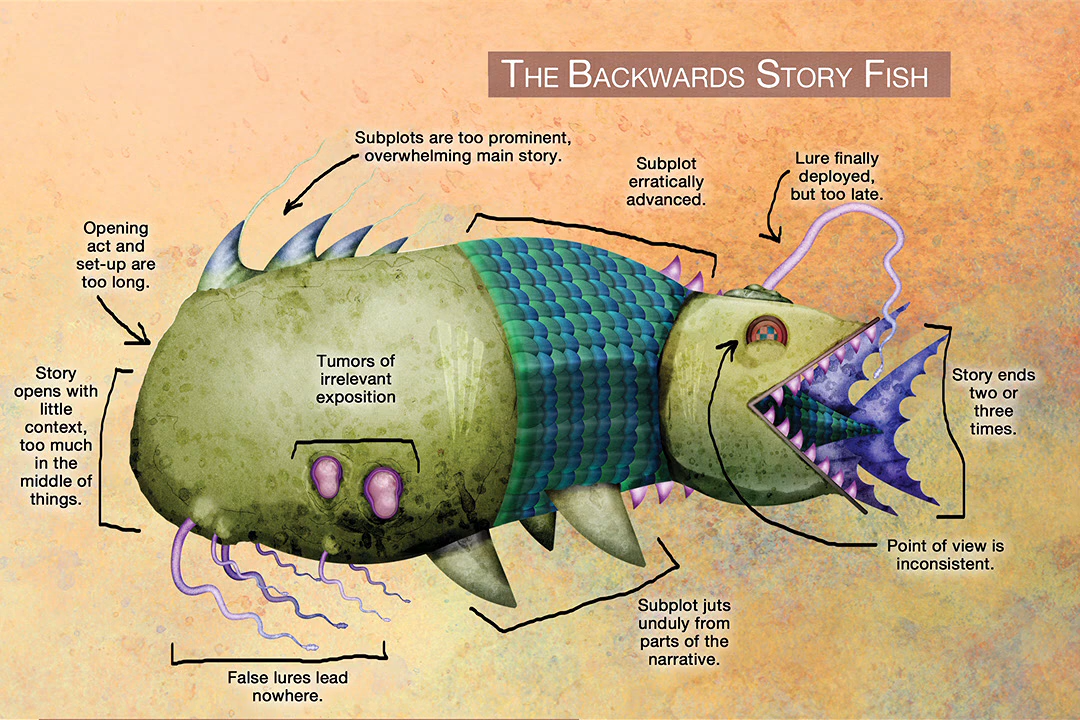 THE BACKWARDS STORY FISH
Subplots are too prominent,
overwhelming main story.
Subplot
erratically
advanced.
Lure finally
deployed,
but too late.
Opening
act and
set-up are
too long.
Story
opens with
little
context,
too much
in the
middle of
things.
Tumors of
irrelevant
exposition
Story ends
two or
three
times.
Point of view is
inconsistent.
Subplot juts
unduly from
parts of the
narrative.
False lures lead
nowhere.